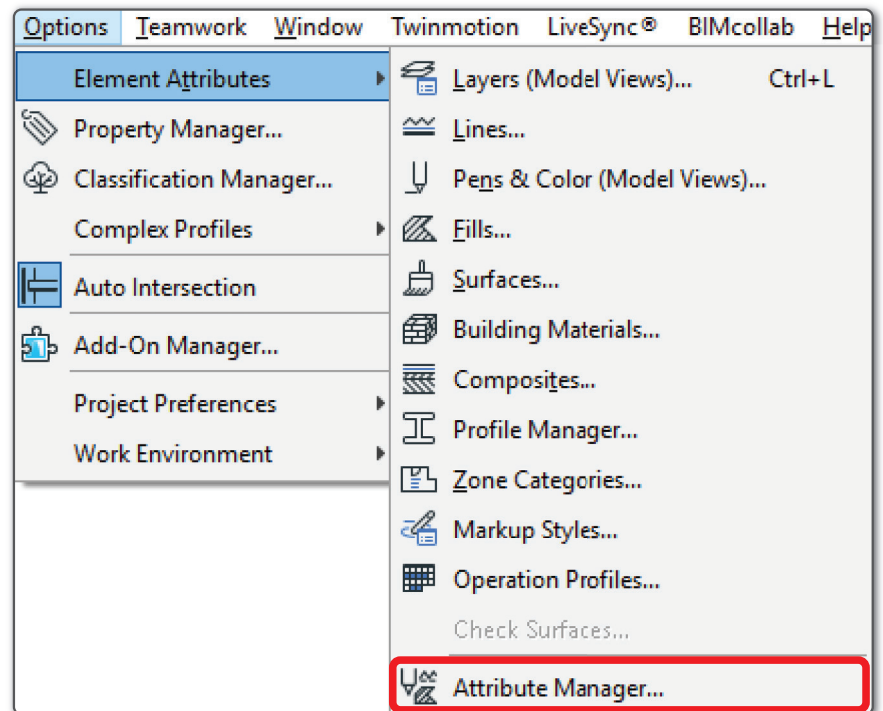 Options Teamwork Window Twinmotion LiveSync® BIMcollab Help
Element Attributes
Property Manager...
Classification Manager...
Complex Profiles
Auto Intersection
Add-On Manager...
Project Preferences
Work Environment
Layers (Model Views)... Ctrl+L
Lines...
Pens & Color (Model Views)...
Fills...
Surfaces...
Building Materials...
Composites...
Profile Manager...
Zone Categories...
Markup Styles...
Operation Profiles...
Check Surfaces...
Attribute Manager...